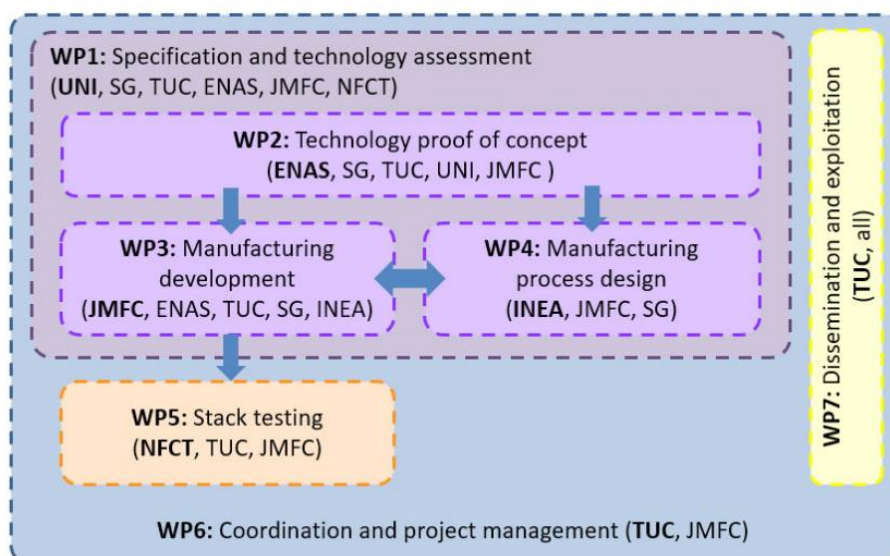 WP1: Specification and technology assessment
(UNI, SG, TUC, ENAS, JMFC, NFCT)
WP2: Technology proof of concept
(ENAS, SG, TUC, UNI, JMFC )
WP3: Manufacturing
development
(JMFC, ENAS, TUC, SG, INEA)
WP4: Manufacturing
process design
(INEA, JMFC, SG)
WP5: Stack testing
(NFCT, TUC, JMFC)
WP6: Coordination and project management (TUC, JMFC)
WP7: Dissemination and exploitation
(TUC, all)